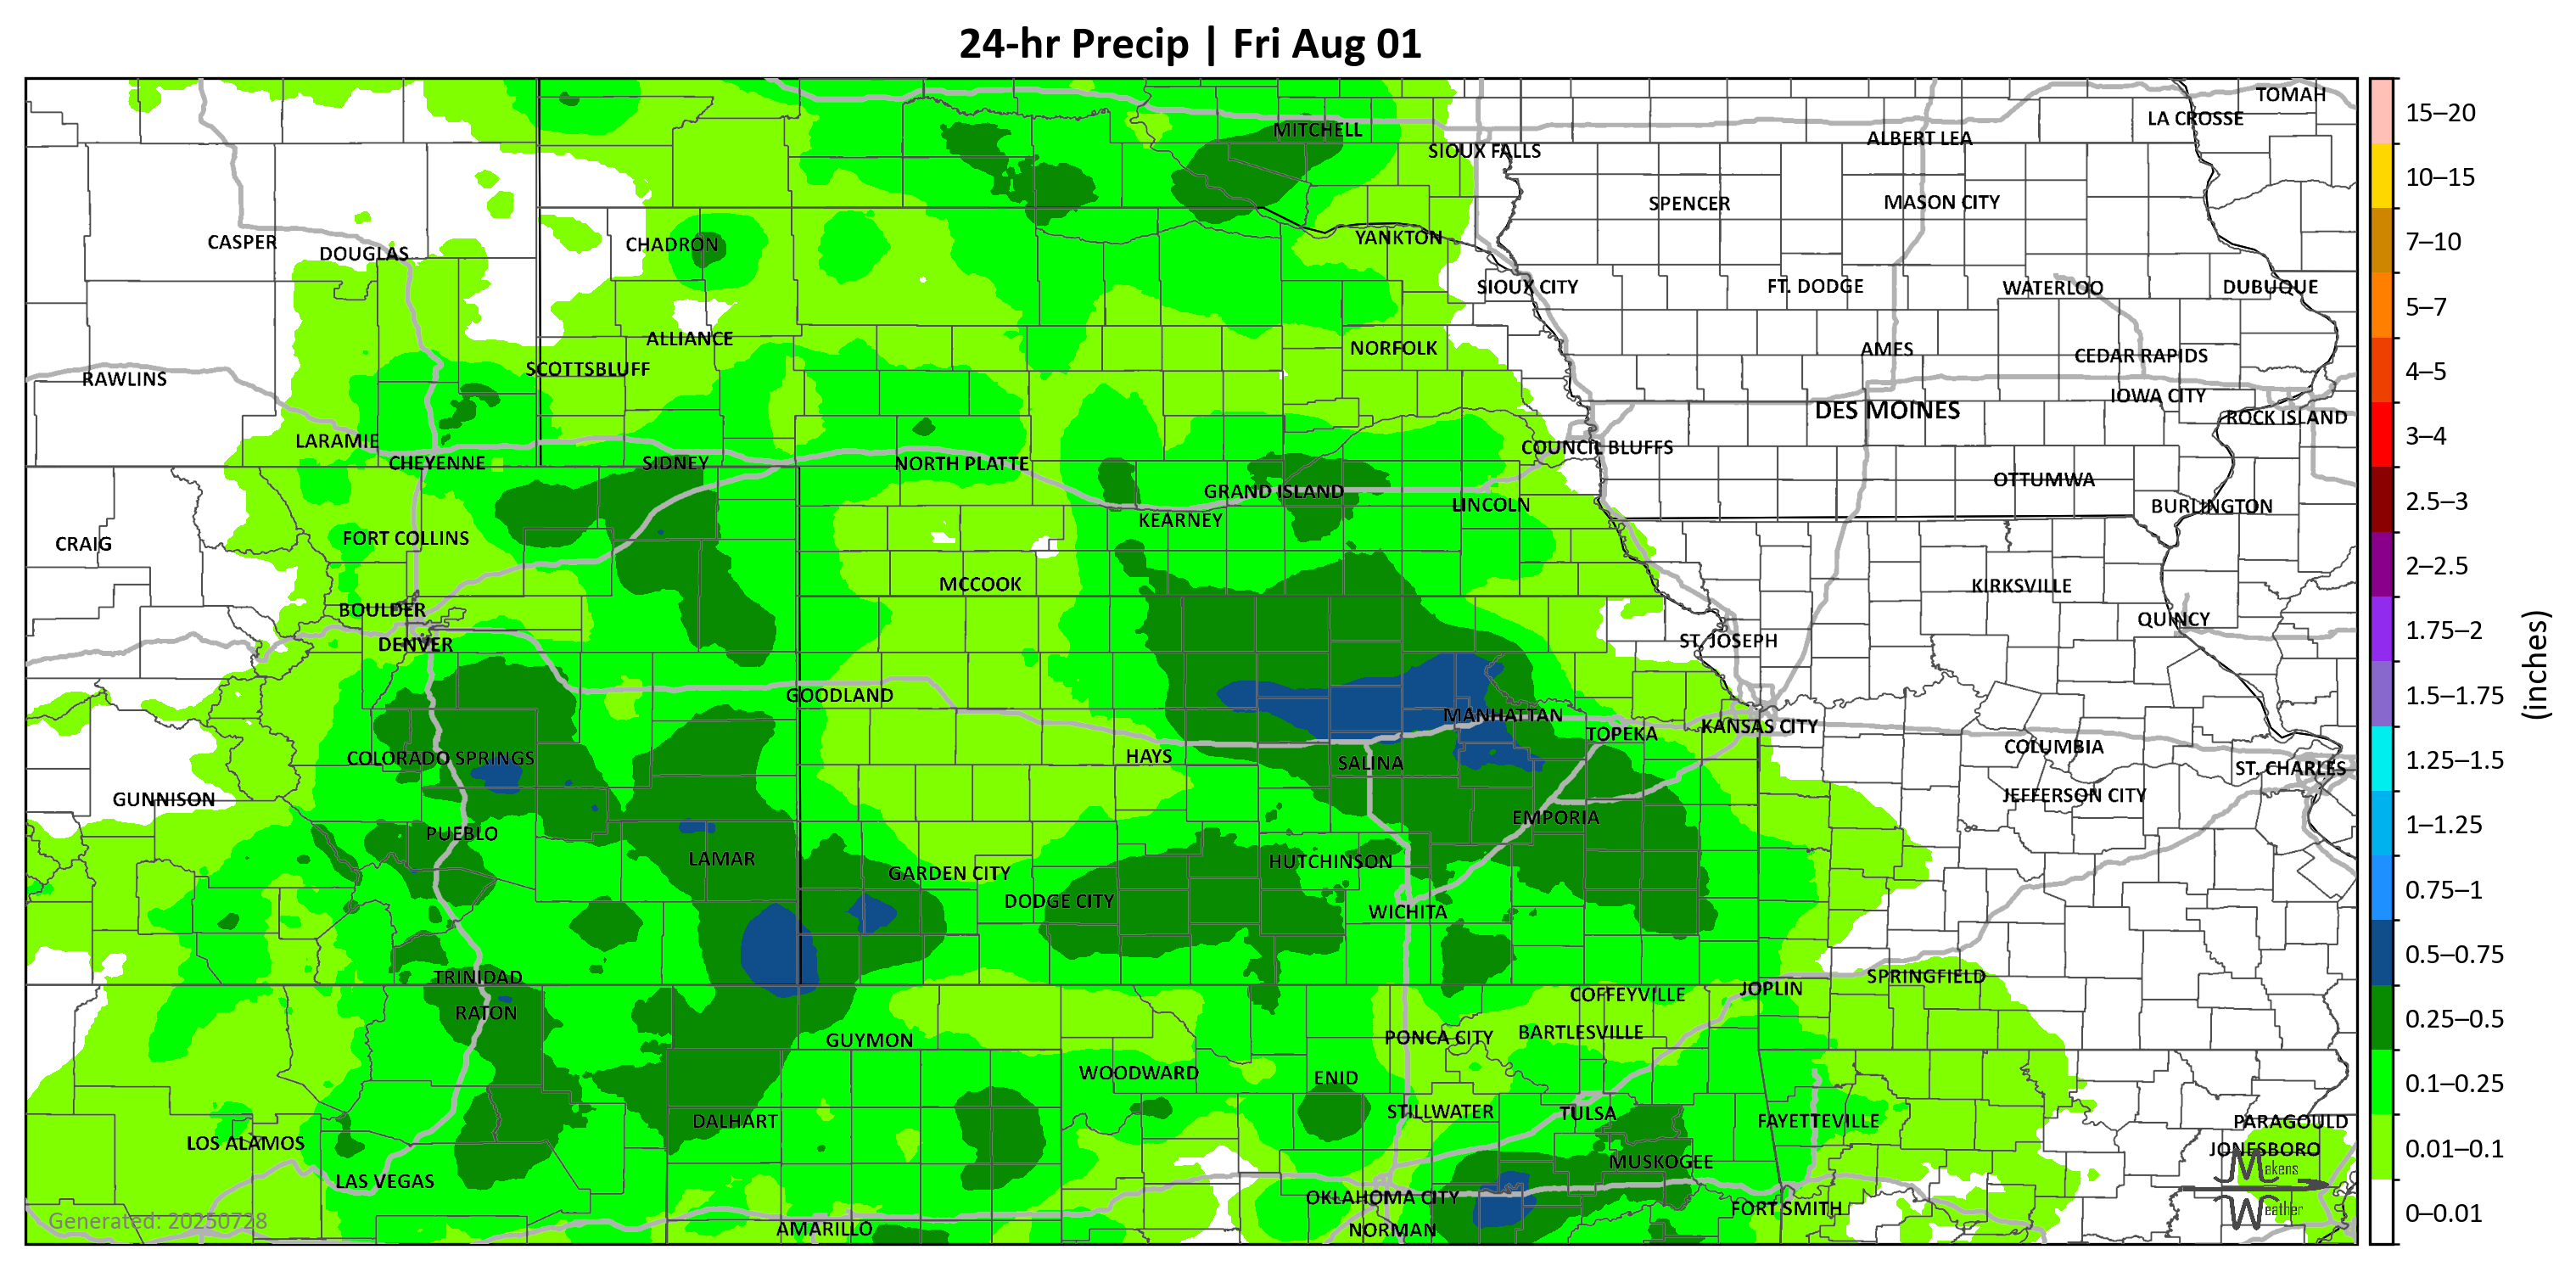 24-hr Precip | Fri Aug 01
TOMAH
LA CROSSE
MITCHELL
ALBERT LEA
SIOUX FALLS
SPENCER
MASON CITY
CASPER
DOUGLAS
CHADRON
YANKTON
SIOUX CITY
FT. DODGE
WATERLOO
DUBUQUE
ALLIANCE
NORFOLK
AMES
CEDAR RAPIDS
SCOTTSBLUFF
RAWLINS
IOWA CITY
DES MOINES
ROCK ISLAND
LARAMIE
COUNCIL BLUFFS
CHEYENNE
SIDNEY
NORTH PLATTE
OTTUMWA
GRAND ISLAND
LINCOLN
BURLINGTON
KEARNEY
FORT COLLINS
CRAIG
MCCOOK
KIRKSVILLE
BOULDER
QUINCY
DENVER
ST. JOSEPH
GOODLAND
MANHATTAN
TOPEKA
KANSAS CITY
COLUMBIA
COLORADO SPRINGS
HAYS
SALINA
ST. CHARLES
GUNNISON
JEFFERSON CITY
EMPORIA
PUEBLO
LAMAR
HUTCHINSON
GARDEN CITY
DODGE CITY
WICHITA
TRINIDAD
SPRINGFIELD
COFFEYVILLE
JOPLIN
RATON
GUYMON
PONCA CITY
BARTLESVILLE
WOODWARD
ENID
STILLWATER
TULSA
DALHART
FAYETTEVILLE
PARAGOULD
LOS ALAMOS
JONESBORO
MUSKOGEE
LAS VEGAS
OKLAHOMA CITY
FORT SMITH
AMARILLO
NORMAN
Generated: 20250728
Makens
Weather
15–20
10–15
7–10
5–7
4–5
3–4
2.5–3
2–2.5
1.75–2
1.5–1.75
1.25–1.5
1–1.25
0.75–1
0.5–0.75
0.25–0.5
0.1–0.25
0.01–0.1
0–0.01
(inches)